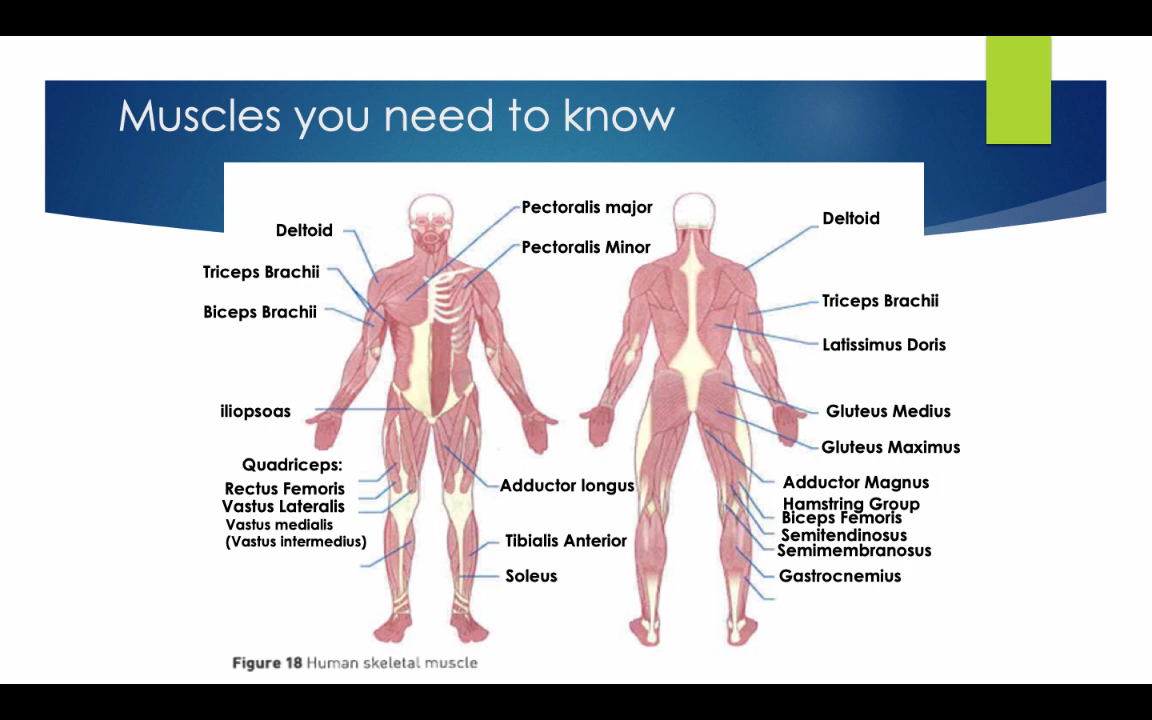 Muscles you need to know
Deltoid
Triceps Brachii
Biceps Brachii
iliopsoas
Quadriceps:
Rectus Femoris
Vastus Lateralis
Vastus medialis
(Vastus intermedius)
Pectoralis major
Pectoralis Minor
Adductor longus
Tibialis Anterior
Soleus
Deltoid
Triceps Brachii
Latissimus Doris
Gluteus Medius
Gluteus Maximus
Adductor Magnus
Hamstring Group
Biceps Femoris
Semitendinosus
Semimembranosus
Gastrocnemius
Figure 18 Human skeletal muscle